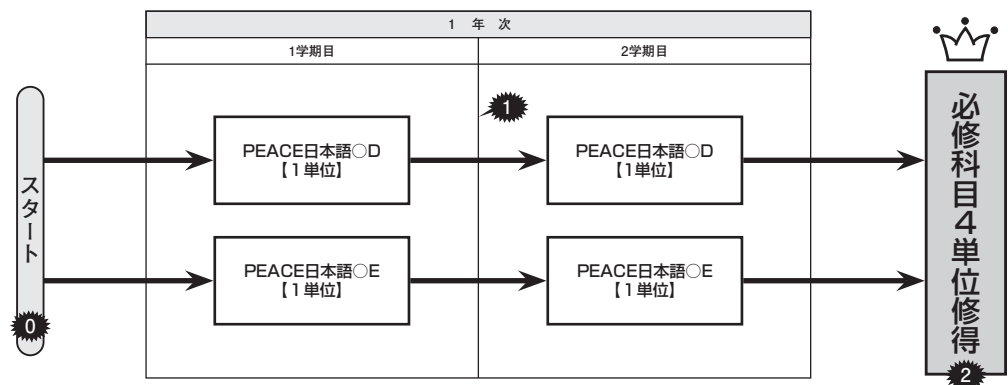 1 年 次
1学期目
2学期目
スタート
0
1
PEACE日本語○D
【1単位】
PEACE日本語○D
【1単位】
PEACE日本語○E
【1単位】
PEACE日本語○E
【1単位】
必修科目4単位修得
2